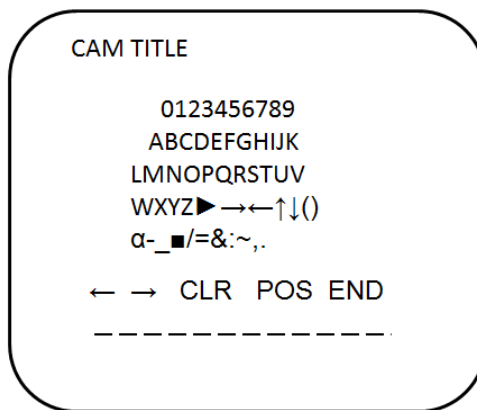 CAM TITLE
0123456789
ABCDEFGHIJK
LMNOPQRSTUV
WXYZ►→←↑↓()
α-_■/=&:~,.
← → CLR POS END
_ _ _ _ _ _ _ _ _ _ _ _ _